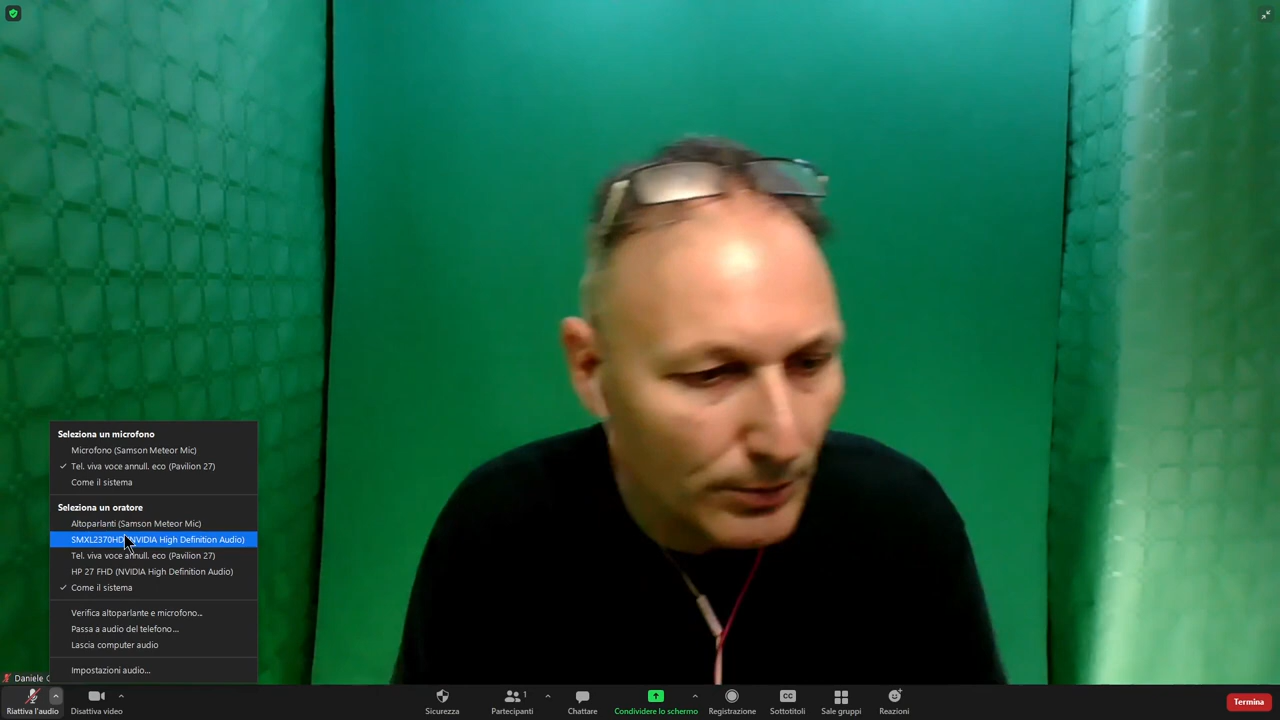 Seleziona un microfono
Microfono (Samson Meteor Mic)
✓ Tel. viva voce annull. eco (Pavilion 27)
Come il sistema
Seleziona un oratore
Altoparlanti (Samson Meteor Mic)
SMXL2370HD (NVIDIA High Definition Audio)
Tel. viva voce annull. eco (Pavilion 27)
HP 27 FHD (NVIDIA High Definition Audio)
✓ Come il sistema
Verifica altoparlante e microfono...
Passa a audio del telefono...
Lascia computer audio
Impostazioni audio...
Daniele
Riattiva l'audio
Disattiva video
Sicurezza
Partecipanti 1
Chattare
Condividere lo schermo
Registrazione
CC Sottotitoli
Sale gruppi
Reazioni
Termina